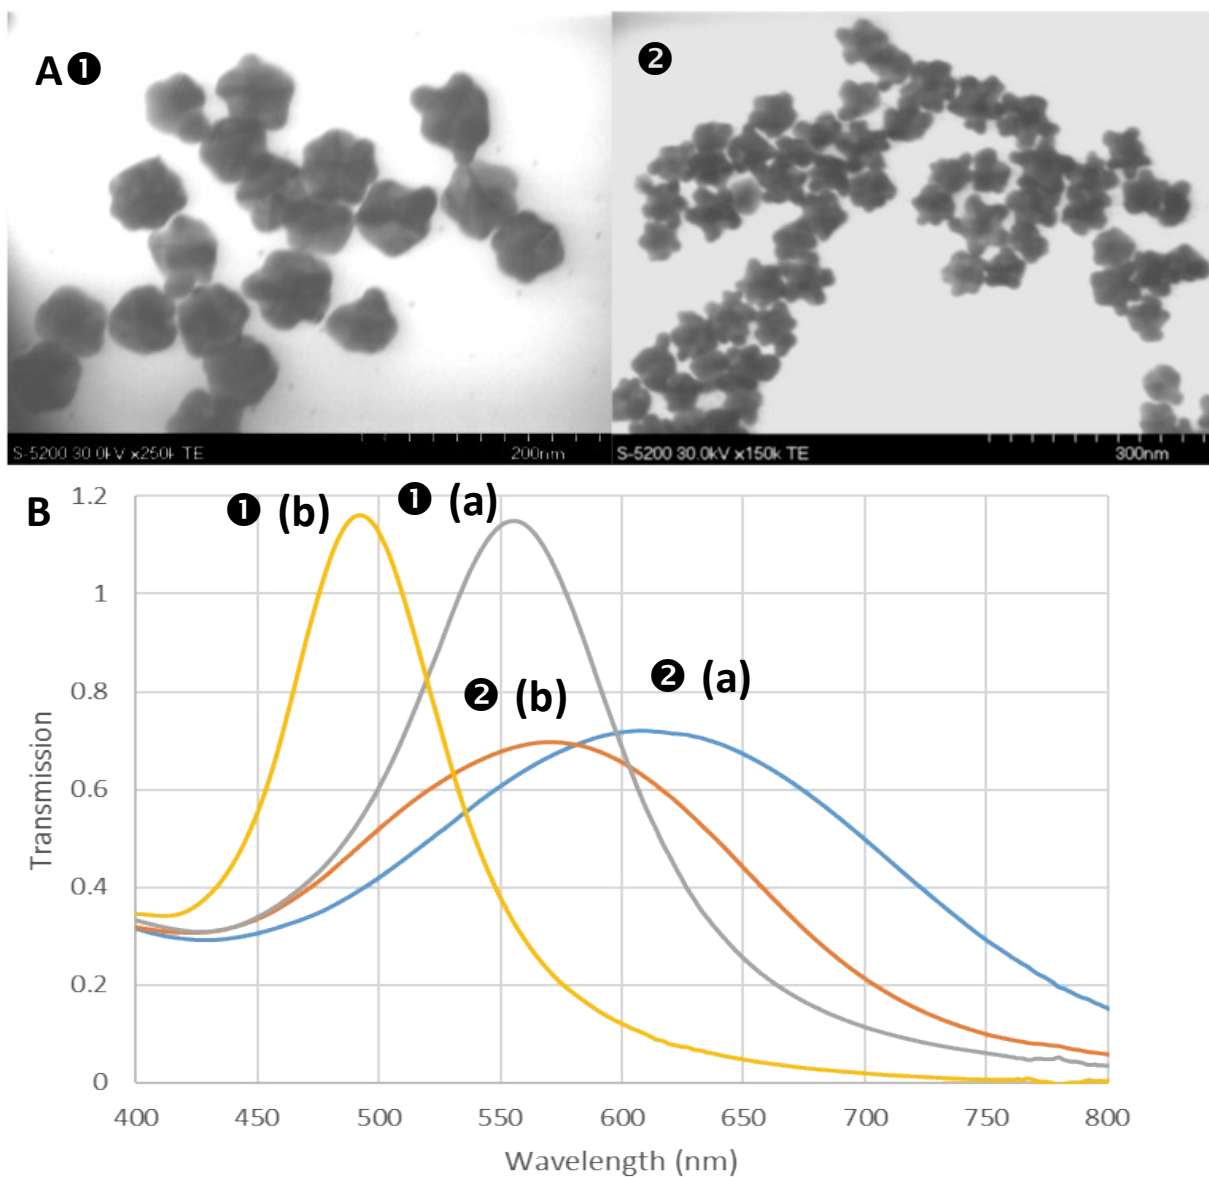 A ❶
❷
S-5200 30.0kV x250k TE 200nm
S-5200 30.0kV x150k TE 300nm
B
❶ (b)
❶ (a)
❷ (b)
❷ (a)
1.2
1
0.8
0.6
0.4
0.2
0
Transmission
400 450 500 550 600 650 700 750 800
Wavelength (nm)